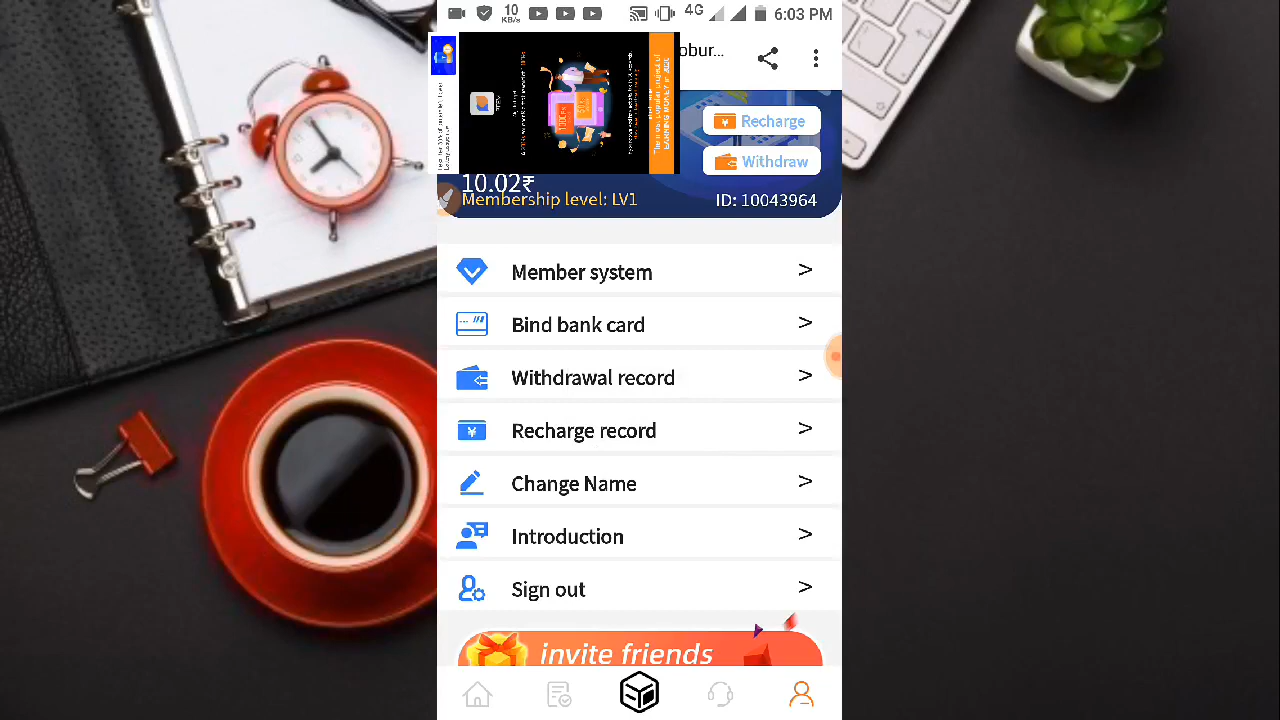 10
KB/s
4G
6:03 PM
obur...
Recharge
Withdraw
10.02₹
Membership level: LV1
ID: 10043964
Member system >
Bind bank card >
Withdrawal record >
Recharge record >
Change Name >
Introduction >
Sign out >
invite friends